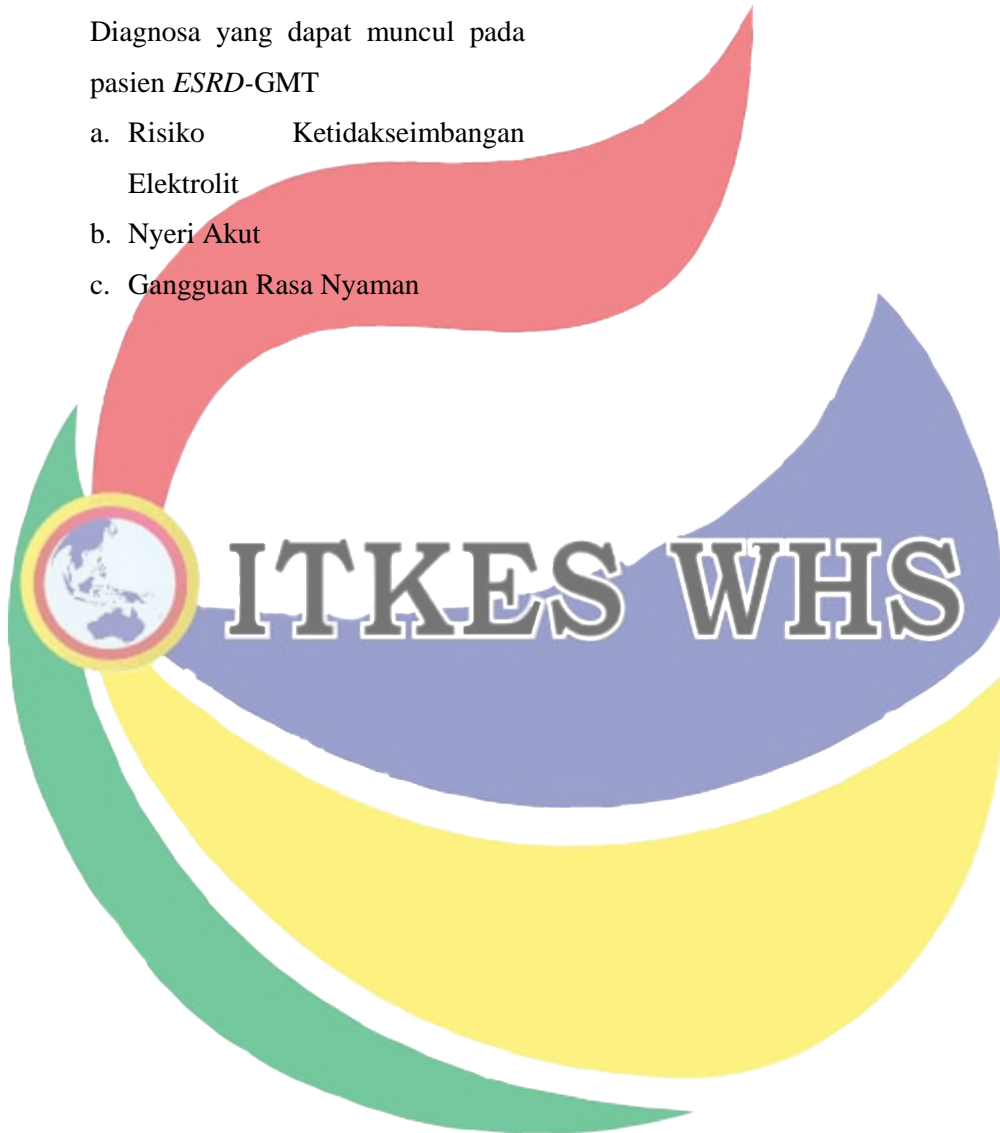 Diagnosa yang dapat muncul pada
pasien ESRD-GMT
a. Risiko Ketidakseimbangan
Elektrolit
b. Nyeri Akut
c. Gangguan Rasa Nyaman
ITKES WHS